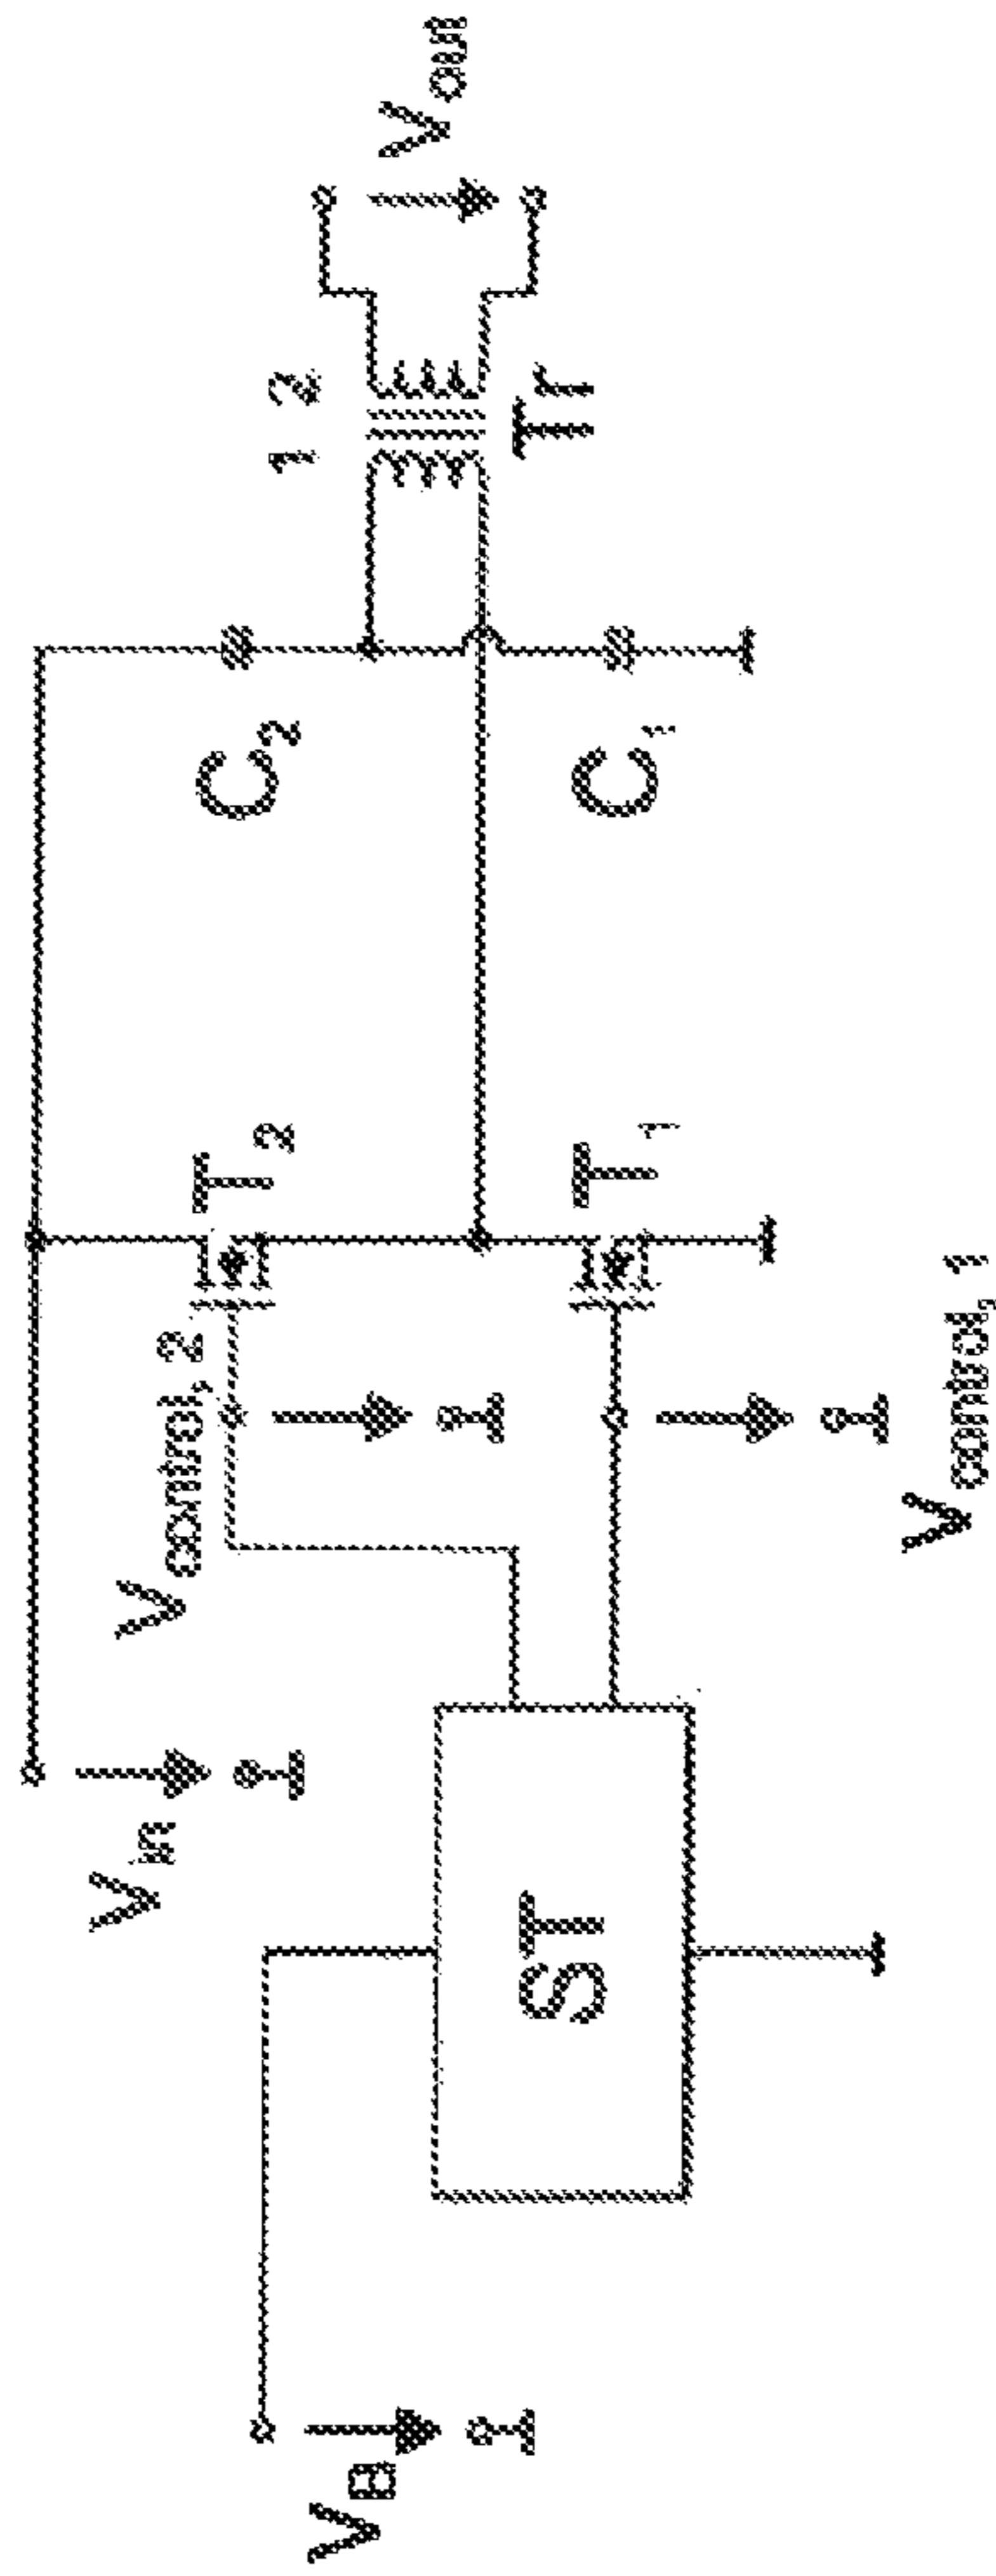 V_B
V_in
ST
V_control, 2
V_control, 1
T_2
T_1
C_2
C_1
1 2
Tr
V_out